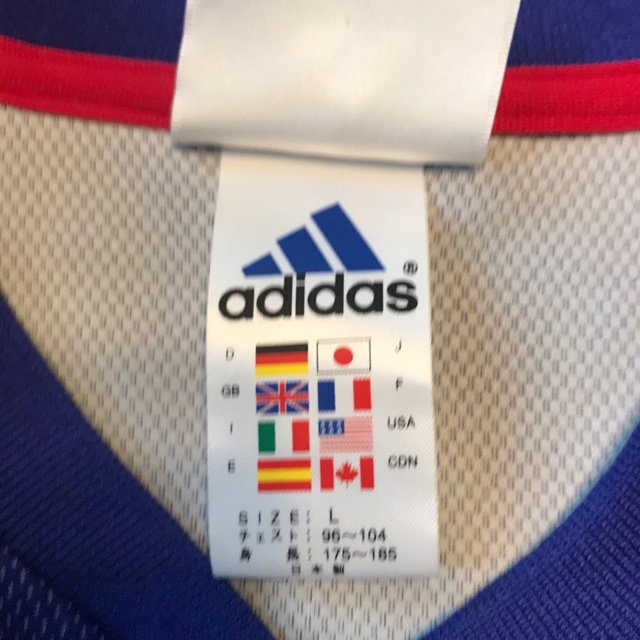 adidas®
D J
GB F
I USA
E CDN
SIZE: L
チェスト: 96~104
身長: 175~185
日本製